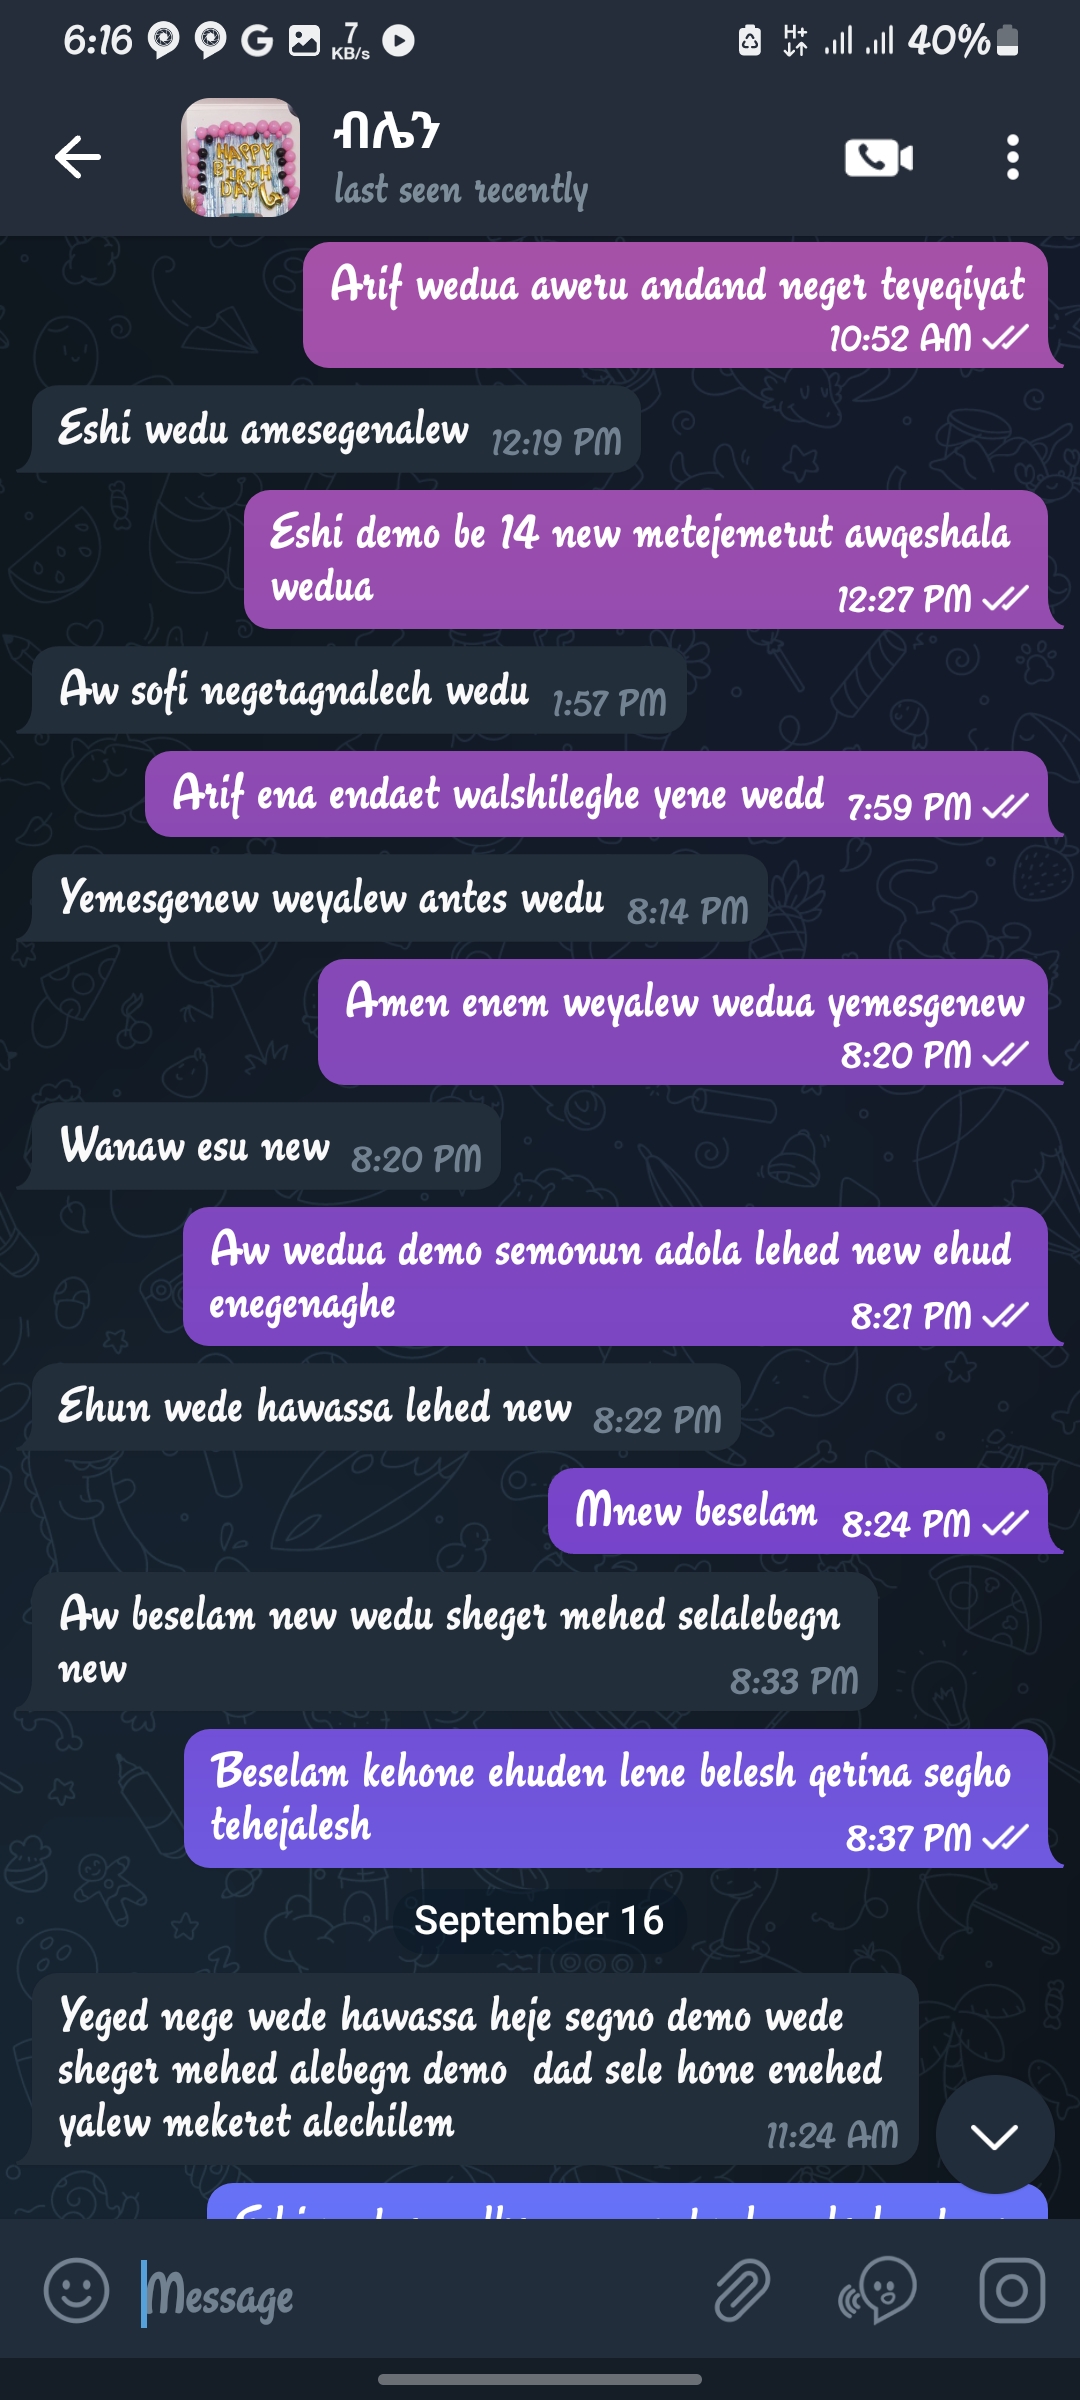 6:16
7
KB/s
H+
40%
HAPPY
BIRTH
DAY
ብሌን
last seen recently
Arif wedua aweru andand neger teyeqiyat
10:52 AM
Eshi wedu amesegenalew 12:19 PM
Eshi demo be 14 new metejemerut awqeshala
wedua
12:27 PM
Aw sofi negeragnalech wedu 1:57 PM
Arif ena endaet walshileghe yene wedd 7:59 PM
Yemesgenew weyalew antes wedu 8:14 PM
Amen enem weyalew wedua yemesgenew
8:20 PM
Wanaw esu new 8:20 PM
Aw wedua demo semonun adola lehed new ehud
enegenaghe
8:21 PM
Ehun wede hawassa lehed new 8:22 PM
Mnew beselam 8:24 PM
Aw beselam new wedu sheger mehed selalebegn
new
8:33 PM
Beselam kehone ehuden lene belesh qerina segho
tehejalesh
8:37 PM
September 16
Yeged nege wede hawassa heje segno demo wede
sheger mehed alebegn demo dad sele hone enehed
yalew mekeret alechilem
11:24 AM
Message